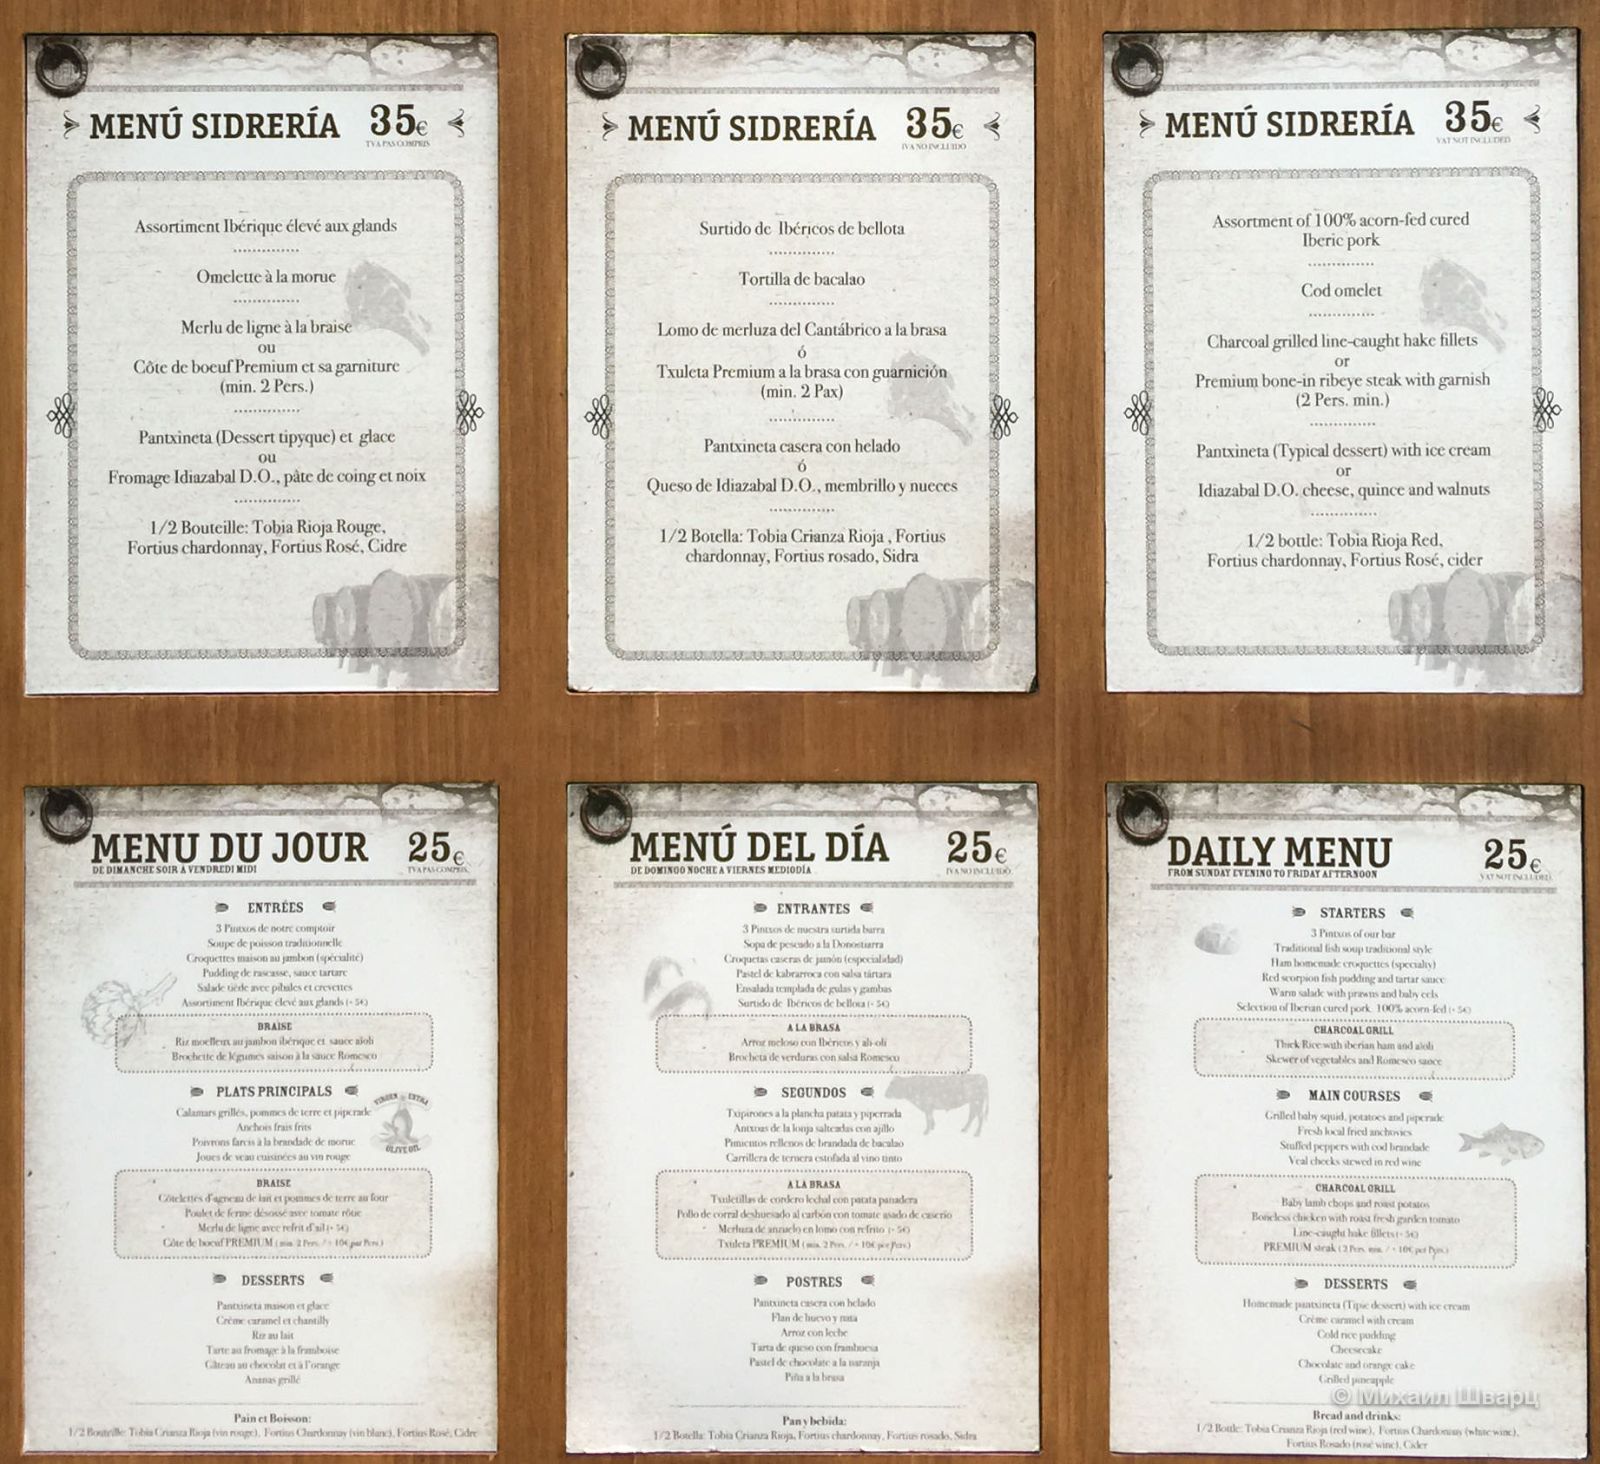 MENÚ SIDRERÍA 35€
TVA PAS COMPRIS
Assortiment Ibérique élevé aux glands
Omelette à la morue
Merlu de ligne à la braise
ou
Côte de boeuf Premium et sa garniture
(min. 2 Pers.)
Pantxineta (Dessert tipyque) et glace
ou
Fromage Idiazabal D.O., pâte de coing et noix
1/2 Bouteille: Tobia Rioja Rouge,
Fortius chardonnay, Fortius Rosé, Cidre
MENÚ SIDRERÍA 35€
IVA NO INCLUIDO
Surtido de Ibéricos de bellota
Tortilla de bacalao
Lomo de merluza del Cantábrico a la brasa
ó
Txuleta Premium a la brasa con guarnición
(min. 2 Pax)
Pantxineta casera con helado
ó
Queso de Idiazabal D.O., membrillo y nueces
1/2 Botella: Tobia Crianza Rioja , Fortius
chardonnay, Fortius rosado, Sidra
MENÚ SIDRERÍA 35€
VAT NOT INCLUDED
Assortment of 100% acorn-fed cured
Iberic pork
Cod omelet
Charcoal grilled line-caught hake fillets
or
Premium bone-in ribeye steak with garnish
(2 Pers. min.)
Pantxineta (Typical dessert) with ice cream
or
Idiazabal D.O. cheese, quince and walnuts
1/2 bottle: Tobia Rioja Red,
Fortius chardonnay, Fortius Rosé, cider
MENU DU JOUR 25€
DE DIMANCHE SOIR A VENDREDI MIDI TVA PAS COMPRIS
ENTRÉES
3 Pintxos de notre comptoir
Soupe de poisson traditionnelle
Croquettes maison au jambon (spécialité)
Pudding de rascasse, sauce tartare
Salade tiède avec pibales et crevettes
Assortiment Ibérique élevé aux glands (+ 5€)
BRAISE
Riz moelleux au jambon ibérique et sauce aïoli
Brochette de légumes saison à la sauce Romesco
PLATS PRINCIPALS
Calamars grillés, pommes de terre et piperade
Anchois frais frits
Poivrons farcis à la brandade de morue
Joues de veau cuisinées au vin rouge
VIRGEN EXTRA
OLIVE OIL
BRAISE
Côtelettes d'agneau de lait et pommes de terre au four
Poulet de ferme désossé avec tomate rôtie
Merlu de ligne avec refrit d'ail (+ 5€)
Côte de boeuf PREMIUM (min. 2 Pers. / + 10€ par Pers.)
DESSERTS
Pantxineta maison et glace
Crème caramel et chantilly
Riz au lait
Tarte au fromage à la framboise
Gâteau au chocolat et à l'orange
Ananas grillé
Pain et Boisson:
1/2 Bouteille: Tobia Crianza Rioja (vin rouge), Fortius Chardonnay (vin blanc), Fortius Rosé, Cidre
MENÚ DEL DÍA 25€
DE DOMINGO NOCHE A VIERNES MEDIODÍA IVA NO INCLUIDO
ENTRANTES
3 Pintxos de nuestra surtida barra
Sopa de pescado a la Donostiarra
Croquetas caseras de jamón (especialidad)
Pastel de kabrarroca con salsa tártara
Ensalada templada de gulas y gambas
Surtido de Ibéricos de bellota (+ 5€)
A LA BRASA
Arroz meloso con Ibéricos y ali-oli
Brocheta de verduras con salsa Romesco
SEGUNDOS
Txipirones a la plancha patata y piperrada
Antxoas de la lonja salteadas con ajillo
Pimientos rellenos de brandada de bacalao
Carrillera de ternera estofada al vino tinto
A LA BRASA
Txuletillas de cordero lechal con patata panadera
Pollo de corral deshuesado al carbón con tomate asado de caserío
Merluza de anzuelo en lomo con refrito (+ 5€)
Txuleta PREMIUM (min. 2 Pers. / + 10€ por Pers.)
POSTRES
Pantxineta casera con helado
Flan de huevo y nata
Arroz con leche
Tarta de queso con frambuesa
Pastel de chocolate a la naranja
Piña a la brasa
Pan y bebida:
1/2 Botella: Tobia Crianza Rioja, Fortius chardonnay, Fortius rosado, Sidra
DAILY MENU 25€
FROM SUNDAY EVENING TO FRIDAY AFTERNOON VAT NOT INCLUDED
STARTERS
3 Pintxos of our bar
Traditional fish soup traditional style
Ham homemade croquettes (specialty)
Red scorpion fish pudding and tartar sauce
Warm salade with prawns and baby eels
Selection of Iberian cured pork 100% acorn-fed (+ 5€)
CHARCOAL GRILL
Thick Rice with iberian ham and aioli
Skewer of vegetables and Romesco sauce
MAIN COURSES
Grilled baby squid, potatoes and piperade
Fresh local fried anchovies
Stuffed peppers with cod brandade
Veal cheeks stewed in red wine
CHARCOAL GRILL
Baby lamb chops and roast potatos
Boneless chicken with roast fresh garden tomato
Line-caught hake fillets (+ 5€)
PREMIUM steak (2 Pers. min. / + 10€ per Pers.)
DESSERTS
Homemade pantxineta (Tipic dessert) with ice cream
Crème caramel with cream
Cold rice pudding
Cheesecake
Chocolate and orange cake
Grilled pineapple
© Михаил Шварц
Bread and drinks:
1/2 Bottle: Tobia Crianza Rioja (red wine), Fortius Chardonnay (white wine),
Fortius Rosado (rosé wine), Cider